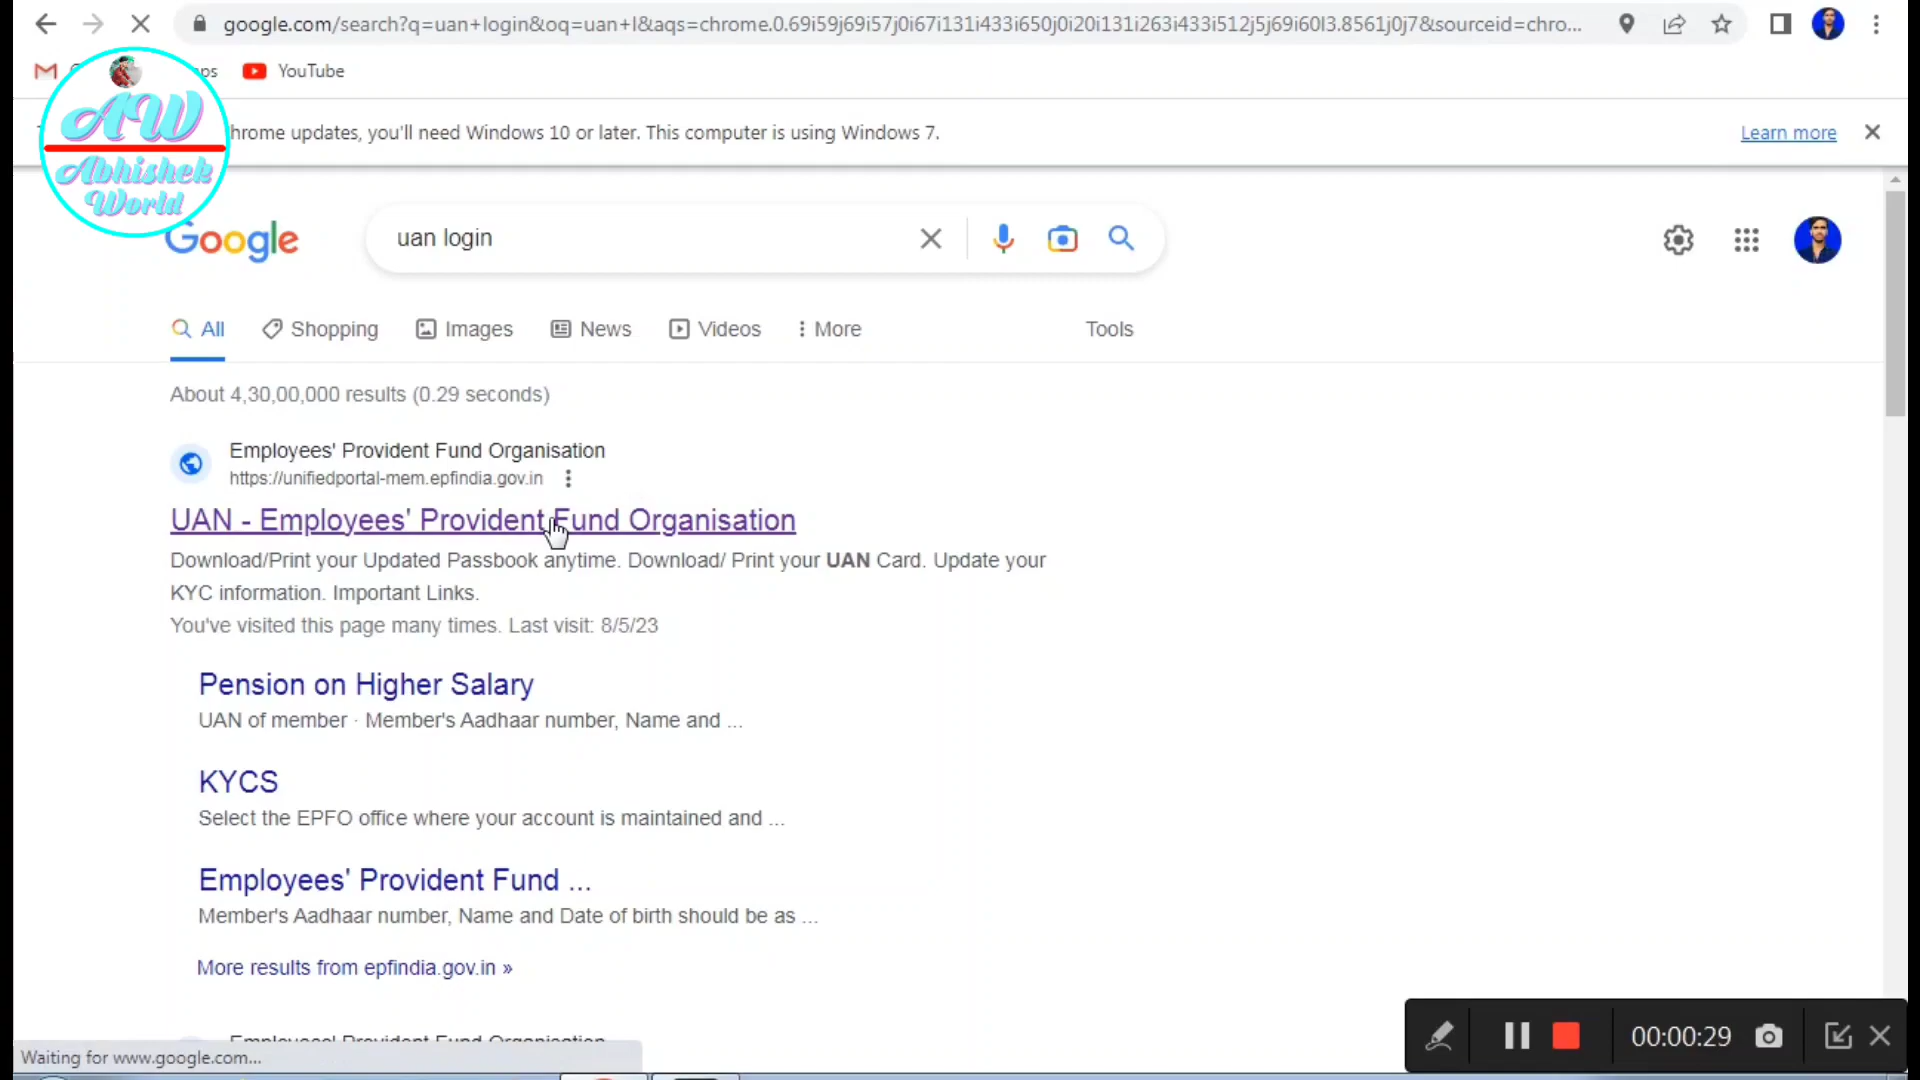 google.com/search?q=uan+login&oq=uan+l&aqs=chrome.0.69i59j69i57j0i67i131i433i650j0i20i131i263i433i512j5j69i60l3.8561j0j7&sourceid=chro...
YouTube
AW
Abhishek
World
hrome updates, you'll need Windows 10 or later. This computer is using Windows 7.
Learn more
Google
uan login
All
Shopping
Images
News
Videos
More
Tools
About 4,30,00,000 results (0.29 seconds)
Employees' Provident Fund Organisation
https://unifiedportal-mem.epfindia.gov.in
UAN - Employees' Provident Fund Organisation
Download/Print your Updated Passbook anytime. Download/ Print your UAN Card. Update your
KYC information. Important Links.
You've visited this page many times. Last visit: 8/5/23
Pension on Higher Salary
UAN of member · Member's Aadhaar number, Name and ...
KYCS
Select the EPFO office where your account is maintained and ...
Employees' Provident Fund ...
Member's Aadhaar number, Name and Date of birth should be as ...
More results from epfindia.gov.in »
Employees' Provident Fund Organisation
Waiting for www.google.com...
00:00:29